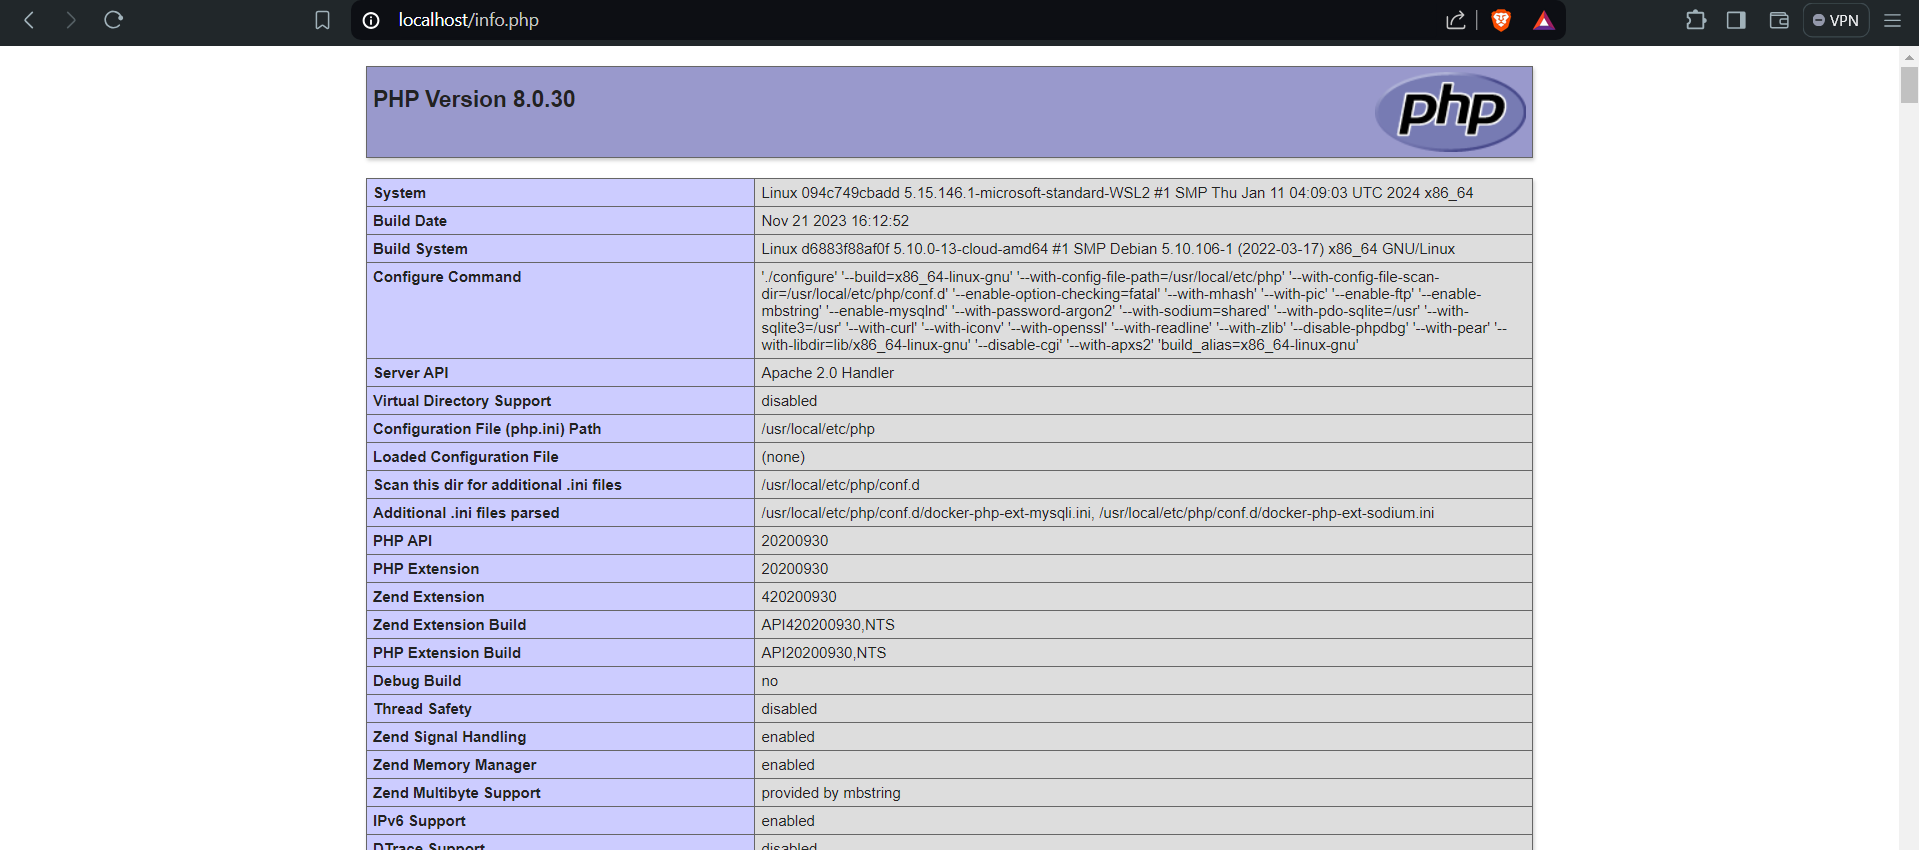 localhost/info.php
VPN
PHP Version 8.0.30
php
System Linux 094c749cbadd 5.15.146.1-microsoft-standard-WSL2 #1 SMP Thu Jan 11 04:09:03 UTC 2024 x86_64
Build Date Nov 21 2023 16:12:52
Build System Linux d6883f88af0f 5.10.0-13-cloud-amd64 #1 SMP Debian 5.10.106-1 (2022-03-17) x86_64 GNU/Linux
Configure Command './configure' '--build=x86_64-linux-gnu' '--with-config-file-path=/usr/local/etc/php' '--with-config-file-scan-
dir=/usr/local/etc/php/conf.d' '--enable-option-checking=fatal' '--with-mhash' '--with-pic' '--enable-ftp' '--enable-
mbstring' '--enable-mysqlnd' '--with-password-argon2' '--with-sodium=shared' '--with-pdo-sqlite=/usr' '--with-
sqlite3=/usr' '--with-curl' '--with-iconv' '--with-openssl' '--with-readline' '--with-zlib' '--disable-phpdbg' '--with-pear' '--
with-libdir=lib/x86_64-linux-gnu' '--disable-cgi' '--with-apxs2' 'build_alias=x86_64-linux-gnu'
Server API Apache 2.0 Handler
Virtual Directory Support disabled
Configuration File (php.ini) Path /usr/local/etc/php
Loaded Configuration File (none)
Scan this dir for additional .ini files /usr/local/etc/php/conf.d
Additional .ini files parsed /usr/local/etc/php/conf.d/docker-php-ext-mysqli.ini, /usr/local/etc/php/conf.d/docker-php-ext-sodium.ini
PHP API 20200930
PHP Extension 20200930
Zend Extension 420200930
Zend Extension Build API420200930,NTS
PHP Extension Build API20200930,NTS
Debug Build no
Thread Safety disabled
Zend Signal Handling enabled
Zend Memory Manager enabled
Zend Multibyte Support provided by mbstring
IPv6 Support enabled
DTrace Support disabled